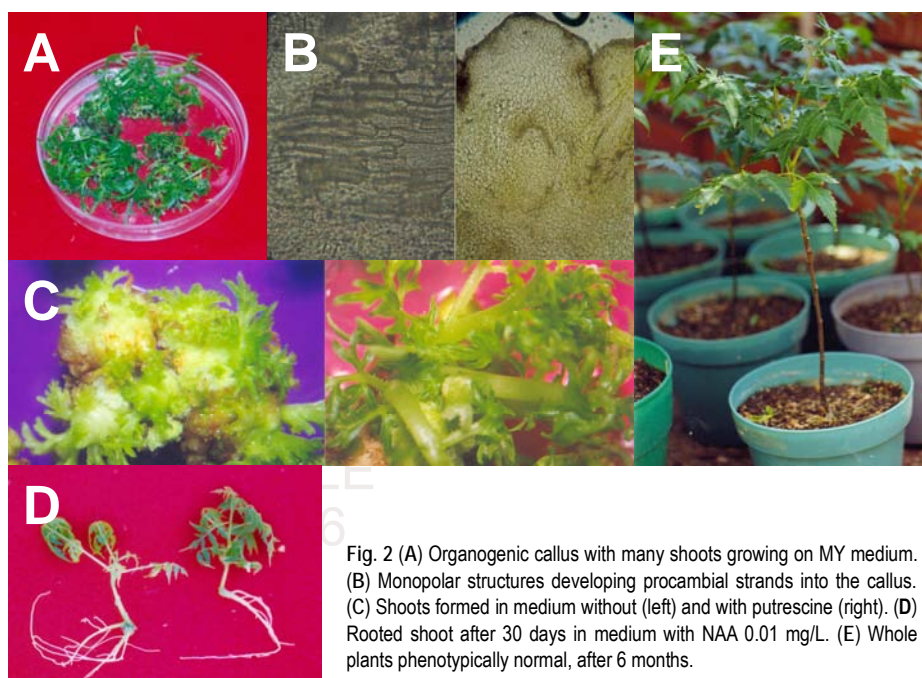 A
B
E
C
D
LE
6
Fig. 2 (A) Organogenic callus with many shoots growing on MY medium.
(B) Monopolar structures developing procambial strands into the callus.
(C) Shoots formed in medium without (left) and with putrescine (right). (D)
Rooted shoot after 30 days in medium with NAA 0.01 mg/L. (E) Whole
plants phenotypically normal, after 6 months.